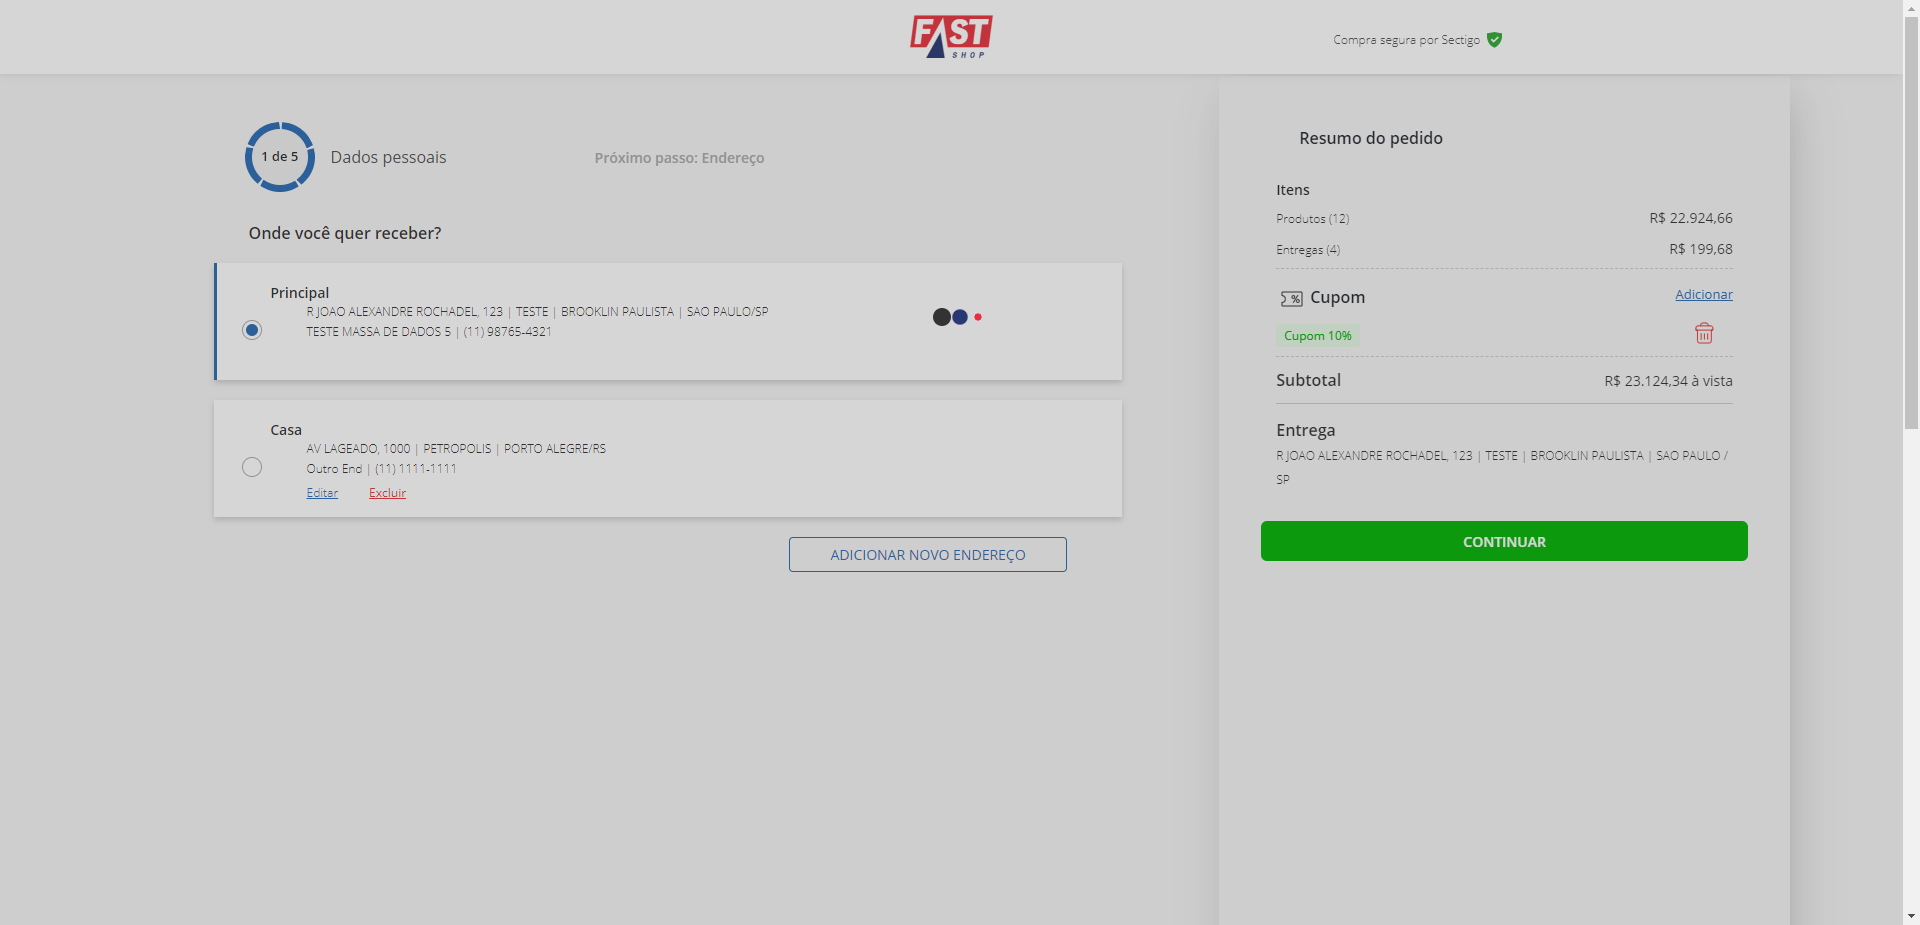 FAST
SHOP
Compra segura por Sectigo
1 de 5
Dados pessoais
Próximo passo: Endereço
Onde você quer receber?
Principal
R JOAO ALEXANDRE ROCHADEL, 123 | TESTE | BROOKLIN PAULISTA | SAO PAULO/SP
TESTE MASSA DE DADOS 5 | (11) 98765-4321
Casa
AV LAGEADO, 1000 | PETROPOLIS | PORTO ALEGRE/RS
Outro End | (11) 1111-1111
Editar Excluir
ADICIONAR NOVO ENDEREÇO
Resumo do pedido
Itens
Produtos (12) R$ 22.924,66
Entregas (4) R$ 199,68
% Cupom Adicionar
Cupom 10%
Subtotal R$ 23.124,34 à vista
Entrega
R JOAO ALEXANDRE ROCHADEL, 123 | TESTE | BROOKLIN PAULISTA | SAO PAULO /
SP
CONTINUAR